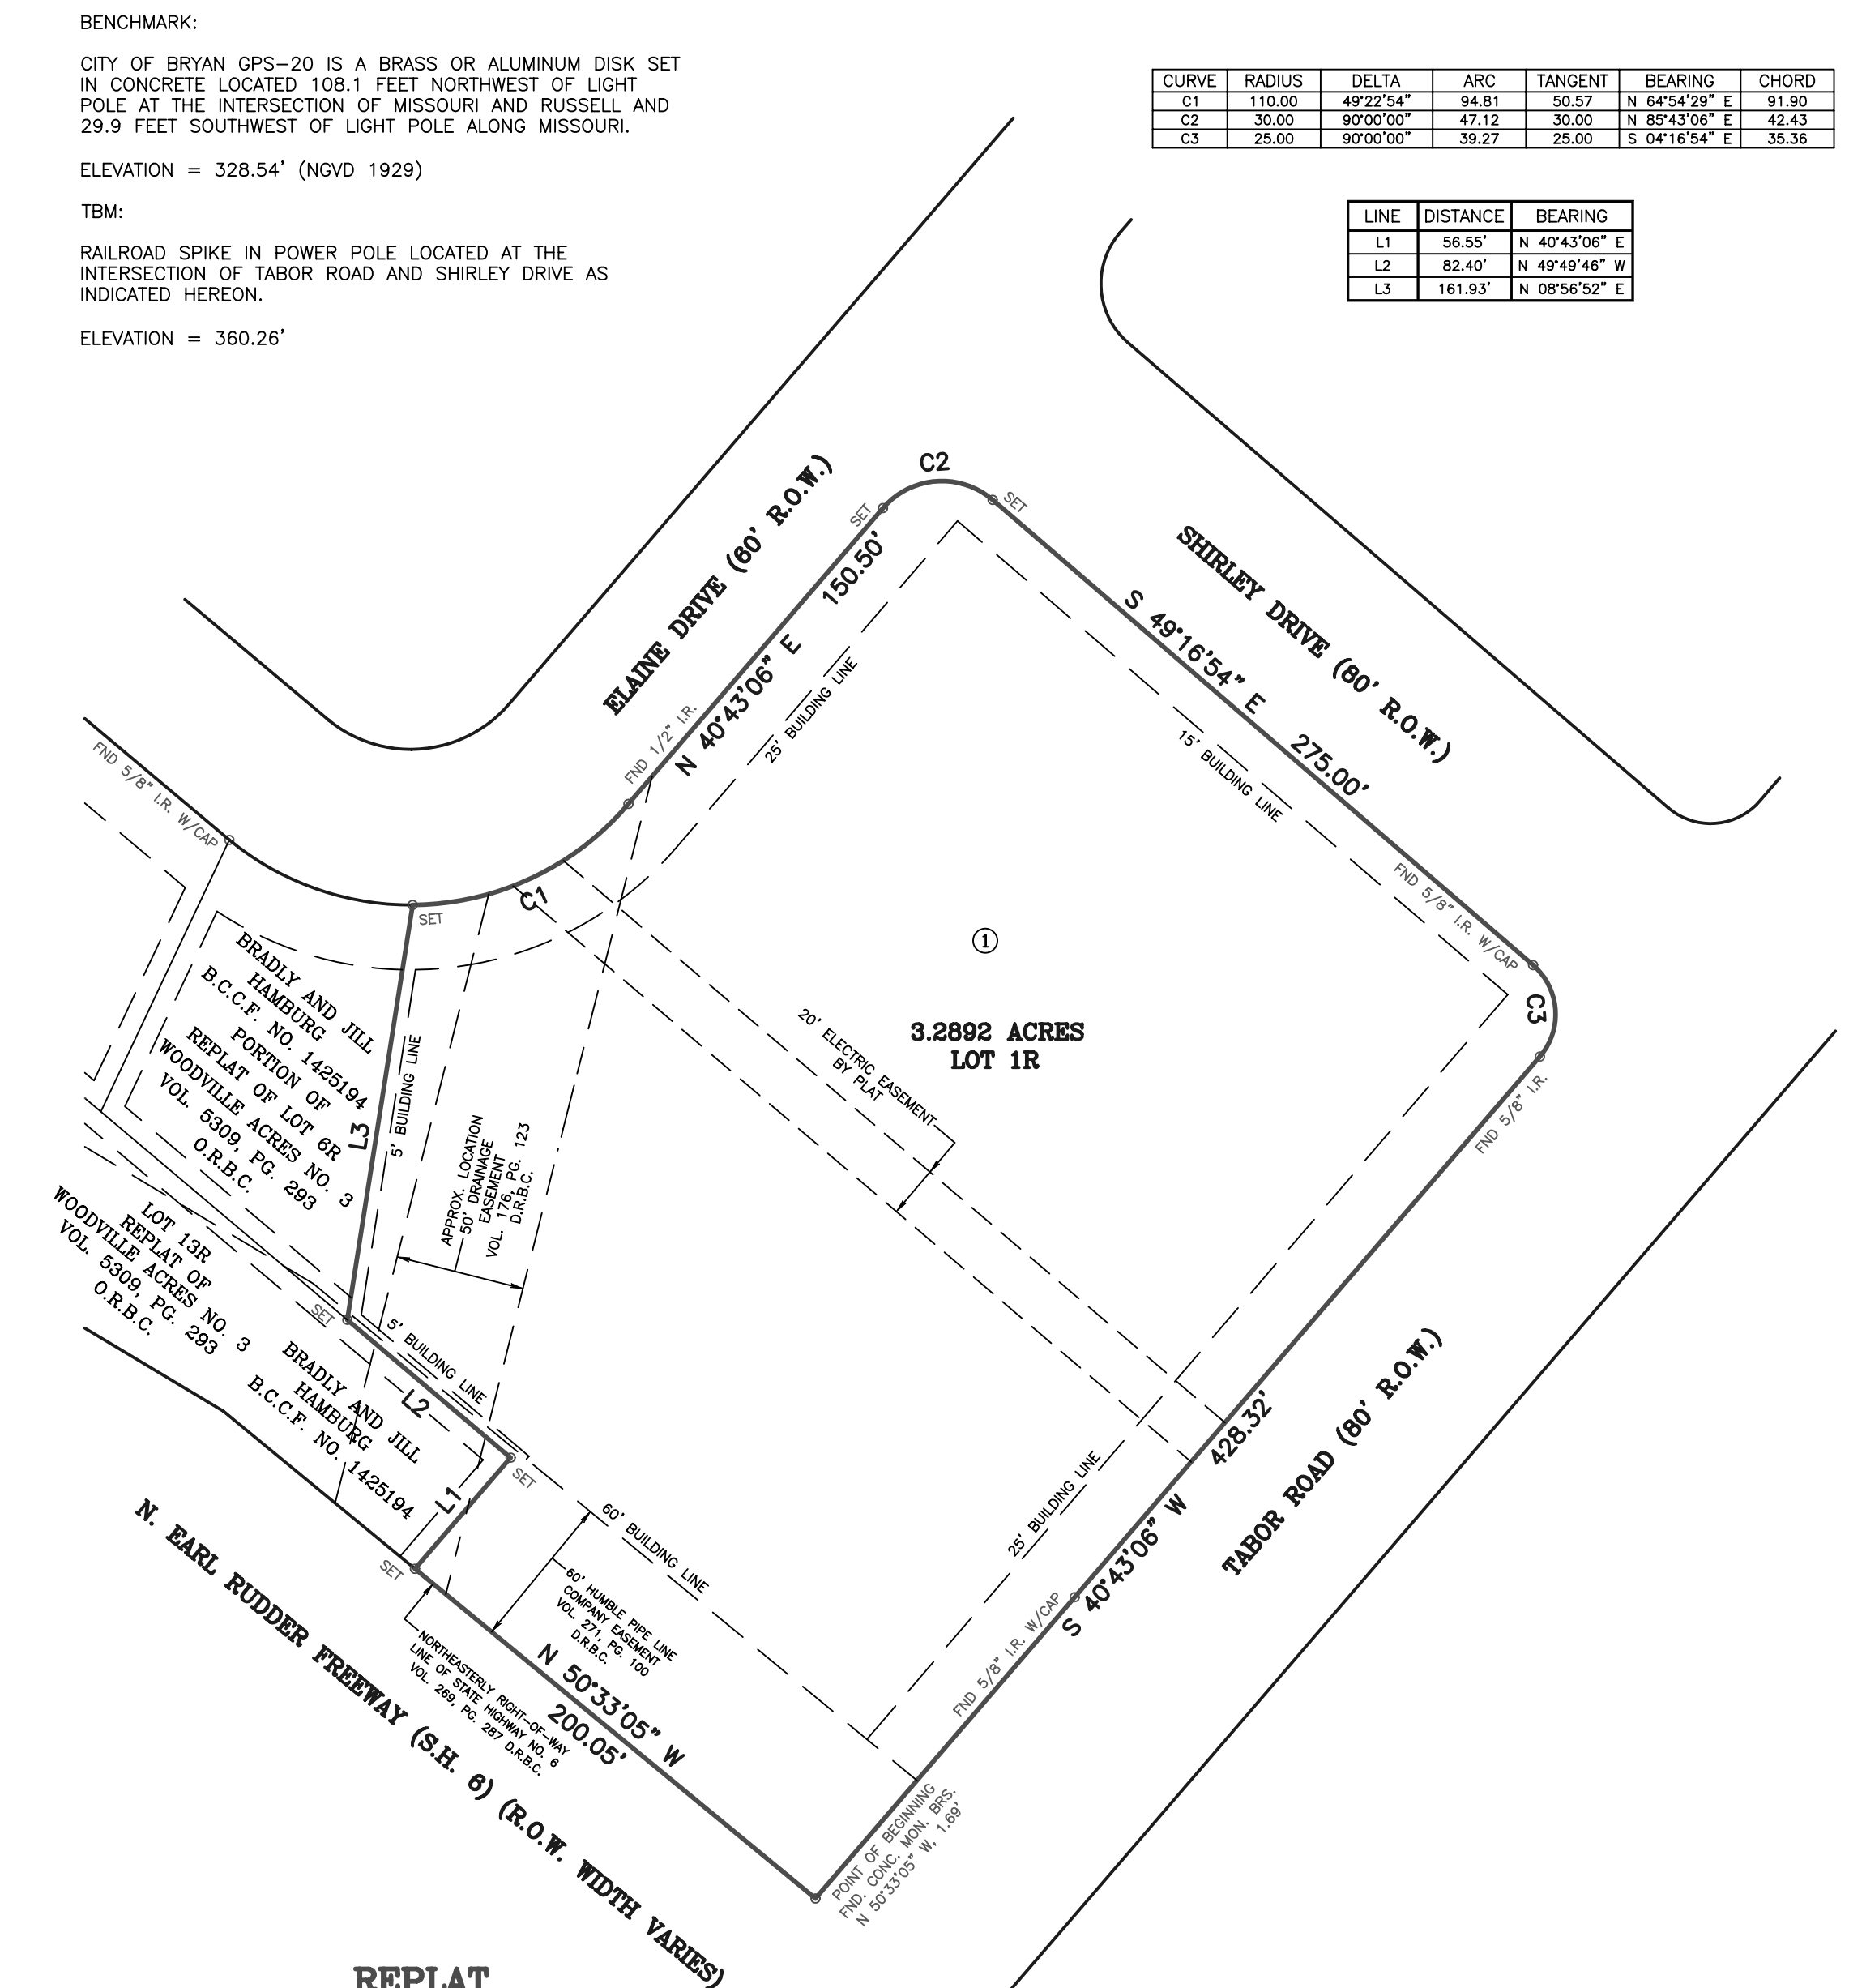 BENCHMARK:
CITY OF BRYAN GPS-20 IS A BRASS OR ALUMINUM DISK SET
IN CONCRETE LOCATED 108.1 FEET NORTHWEST OF LIGHT
POLE AT THE INTERSECTION OF MISSOURI AND RUSSELL AND
29.9 FEET SOUTHWEST OF LIGHT POLE ALONG MISSOURI.
ELEVATION = 328.54' (NGVD 1929)
TBM:
RAILROAD SPIKE IN POWER POLE LOCATED AT THE
INTERSECTION OF TABOR ROAD AND SHIRLEY DRIVE AS
INDICATED HEREON.
ELEVATION = 360.26'
CURVE RADIUS DELTA ARC TANGENT BEARING CHORD
C1 110.00 49°22'54" 94.81 50.57 N 64°54'29" E 91.90
C2 30.00 90°00'00" 47.12 30.00 N 85°43'06" E 42.43
C3 25.00 90°00'00" 39.27 25.00 S 04°16'54" E 35.36
LINE DISTANCE BEARING
L1 56.55' N 40°43'06" E
L2 82.40' N 49°49'46" W
L3 161.93' N 08°56'52" E
C2
SET
SET
ELAINE DRIVE (60' R.O.W.)
N 40°43'06" E 150.50'
25' BUILDING LINE
FND 1/2" I.R.
SHIRLEY DRIVE (80' R.O.W.)
S 49°16'54" E 275.00'
15' BUILDING LINE
FND 5/8" I.R. W/CAP
C3
FND 5/8" I.R.
FND 5/8" I.R. W/CAP
SET
C1
1
3.2892 ACRES
LOT 1R
20' ELECTRIC EASEMENT
BY PLAT
BRADLY AND JILL
HAMBURG
B.C.C.F. NO. 1425194
PORTION OF
REPLAT OF LOT 6R
WOODVILLE ACRES NO. 3
VOL. 5309, PG. 293
O.R.B.C.
L3
5' BUILDING LINE
APPROX. LOCATION
50' DRAINAGE
EASEMENT
VOL. 176, PG. 123
D.R.B.C.
LOT 13R
REPLAT OF
WOODVILLE ACRES NO. 3
VOL. 5309, PG. 293
O.R.B.C.
SET
5' BUILDING LINE
L2
BRADLY AND JILL
HAMBURG
B.C.C.F. NO. 1425194
L1
SET
SET
60' BUILDING LINE
60' HUMBLE PIPE LINE
COMPANY EASEMENT
VOL. 271, PG. 100
D.R.B.C.
NORTHEASTERLY RIGHT-OF-WAY
LINE OF STATE HIGHWAY NO. 6
VOL. 269, PG. 287 D.R.B.C.
N 50°33'05" W
200.05'
25' BUILDING LINE
S 40°43'06" W 428.32'
FND 5/8" I.R. W/CAP
TABOR ROAD (80' R.O.W.)
POINT OF BEGINNING
FND. CONC. MON. BRS.
N 50°33'05" W, 1.69'
N. EARL RUDDER FREEWAY (S.H. 6) (R.O.W. WIDTH VARIES)
REPLAT